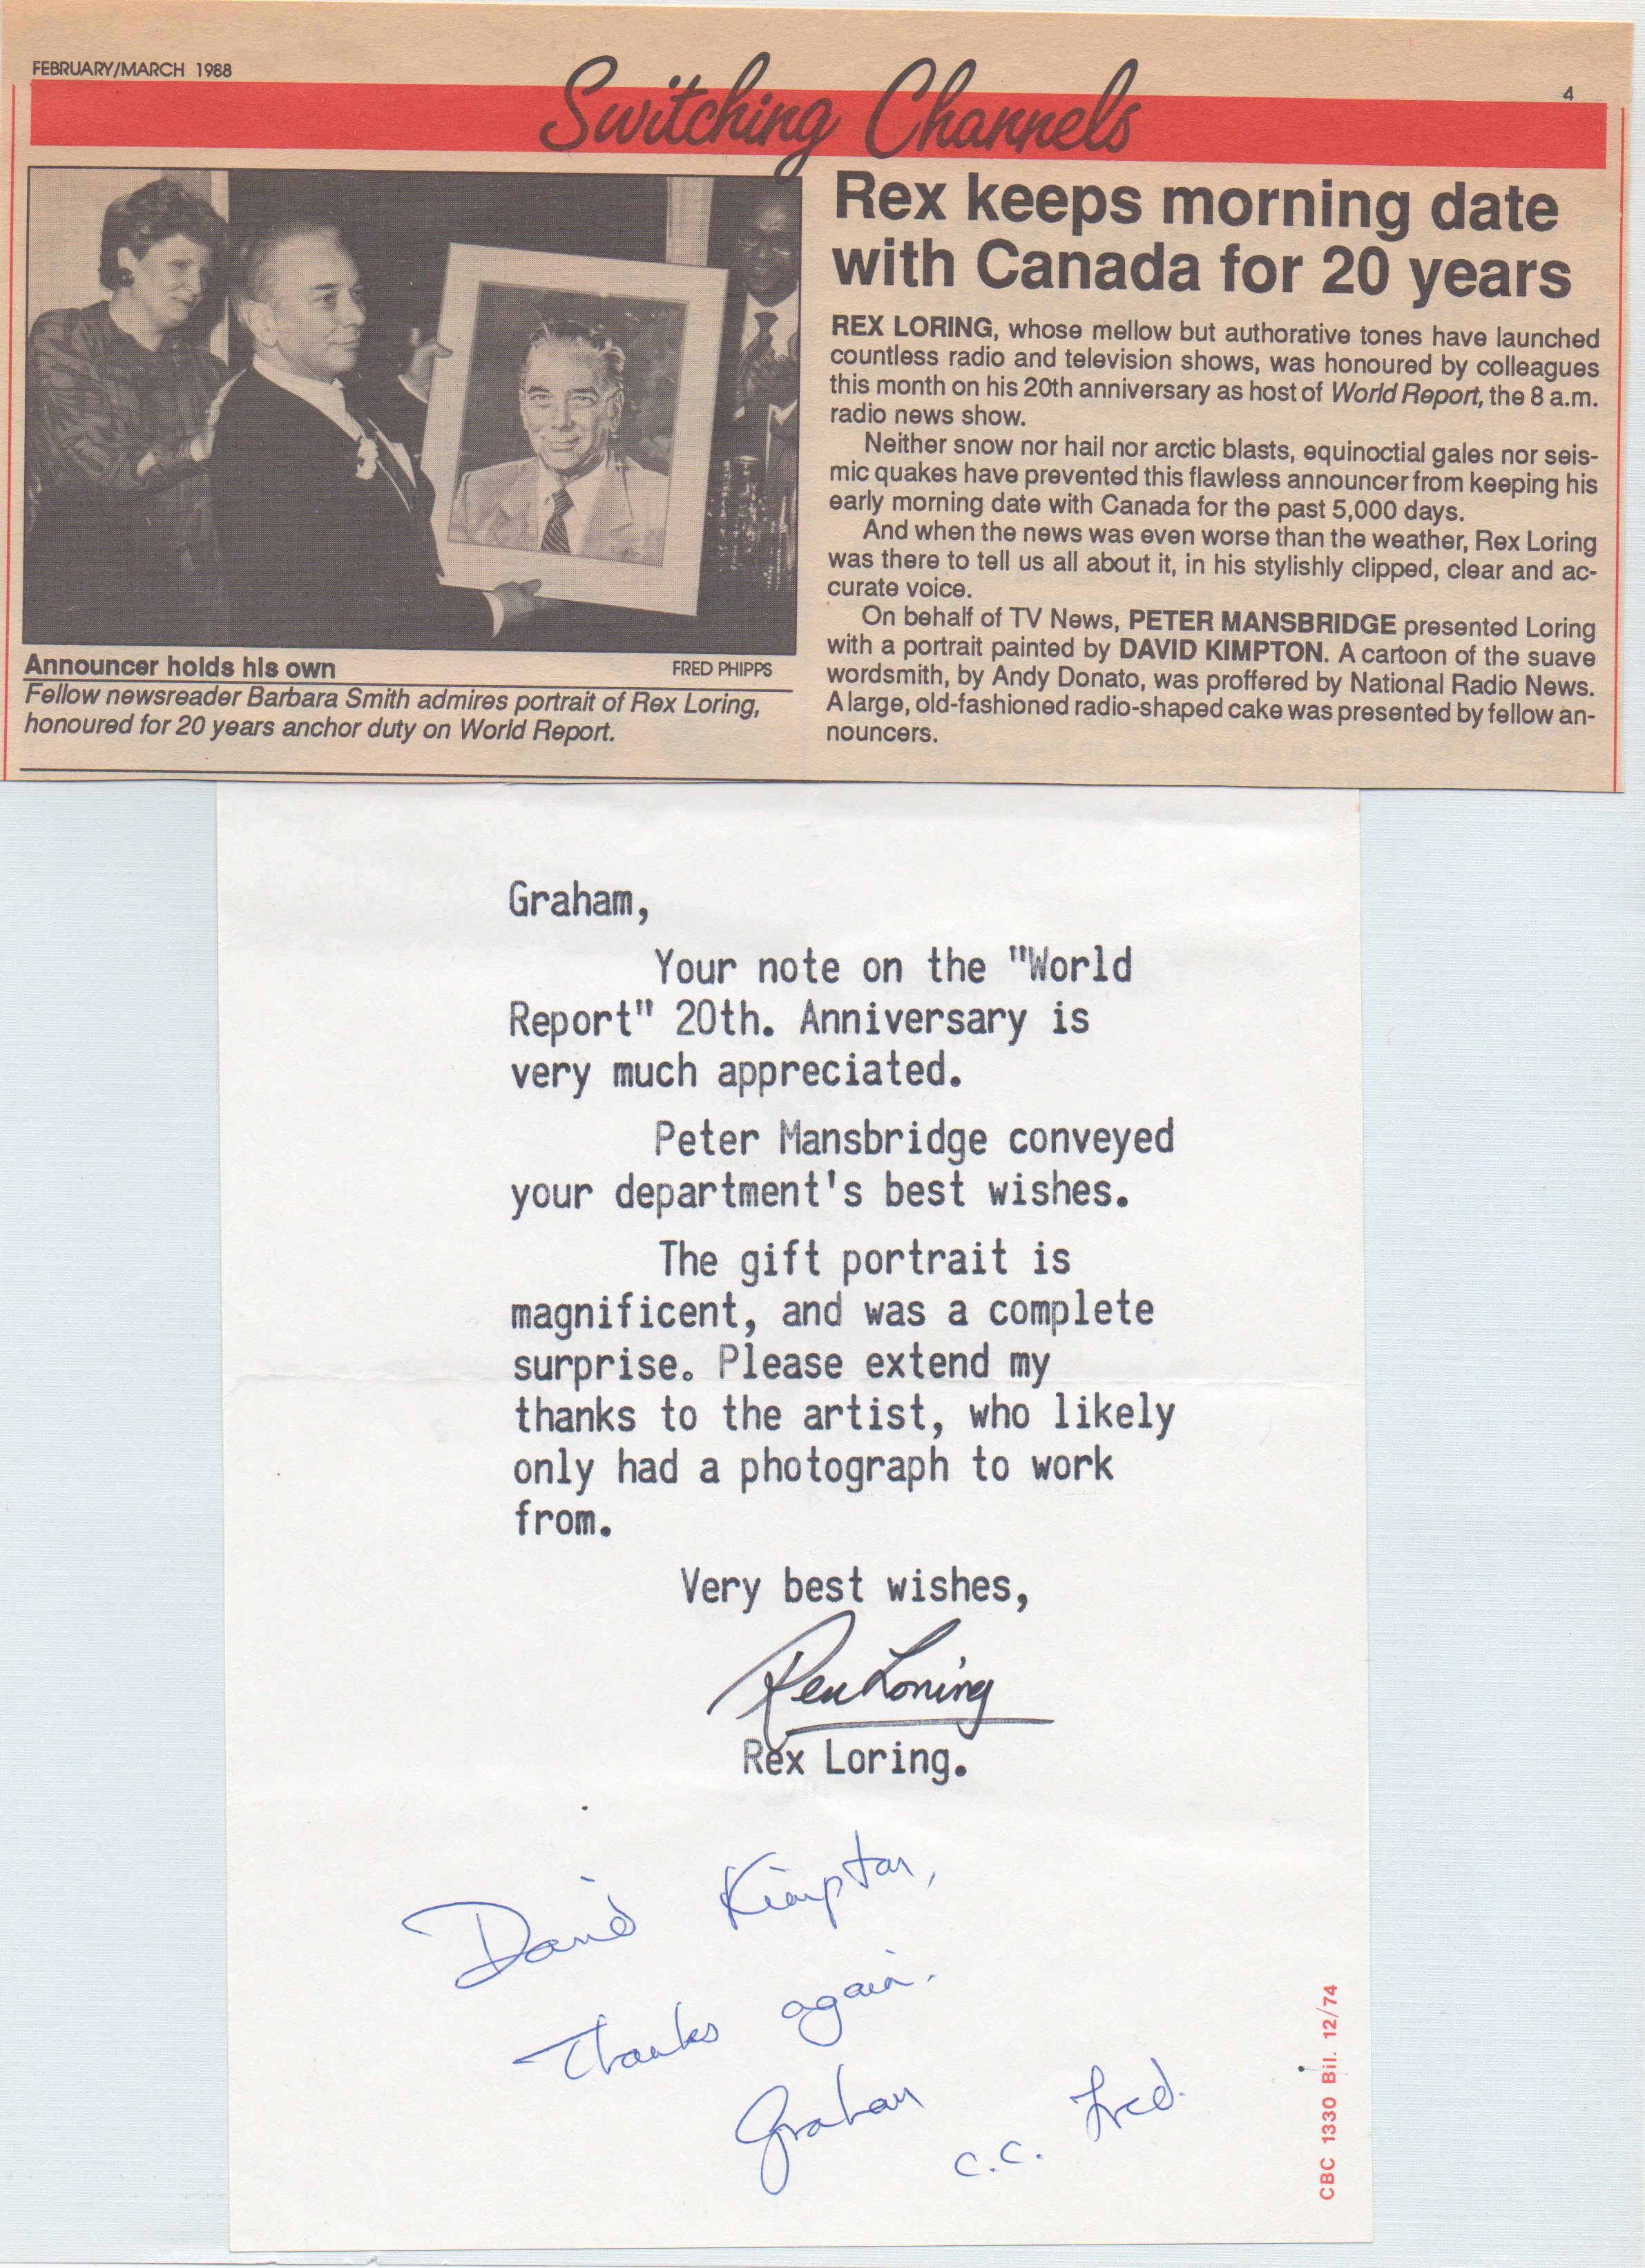 FEBRUARY/MARCH 1988
4
Switching Channels
Rex keeps morning date
with Canada for 20 years
REX LORING, whose mellow but authorative tones have launched
countless radio and television shows, was honoured by colleagues
this month on his 20th anniversary as host of World Report, the 8 a.m.
radio news show.
Neither snow nor hail nor arctic blasts, equinoctial gales nor seis-
mic quakes have prevented this flawless announcer from keeping his
early morning date with Canada for the past 5,000 days.
And when the news was even worse than the weather, Rex Loring
was there to tell us all about it, in his stylishly clipped, clear and ac-
curate voice.
On behalf of TV News, PETER MANSBRIDGE presented Loring
with a portrait painted by DAVID KIMPTON. A cartoon of the suave
wordsmith, by Andy Donato, was proffered by National Radio News.
A large, old-fashioned radio-shaped cake was presented by fellow an-
nouncers.
Announcer holds his own
FRED PHIPPS
Fellow newsreader Barbara Smith admires portrait of Rex Loring,
honoured for 20 years anchor duty on World Report.
Graham,
Your note on the "World
Report" 20th. Anniversary is
very much appreciated.
Peter Mansbridge conveyed
your department's best wishes.
The gift portrait is
magnificent, and was a complete
surprise. Please extend my
thanks to the artist, who likely
only had a photograph to work
from.
Very best wishes,
Rex Loring
Rex Loring.
David Kimpton,
Thanks again.
Graham
c.c. Fred.
CBC 1330 Bil. 12/74